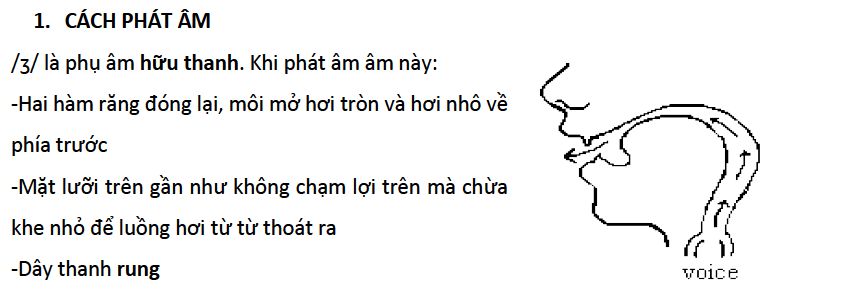 1. CÁCH PHÁT ÂM
/ʒ/ là phụ âm hữu thanh. Khi phát âm âm này:
-Hai hàm răng đóng lại, môi mở hơi tròn và hơi nhô về
phía trước
-Mặt lưỡi trên gần như không chạm lợi trên mà chừa
khe nhỏ để luồng hơi từ từ thoát ra
-Dây thanh rung
voice